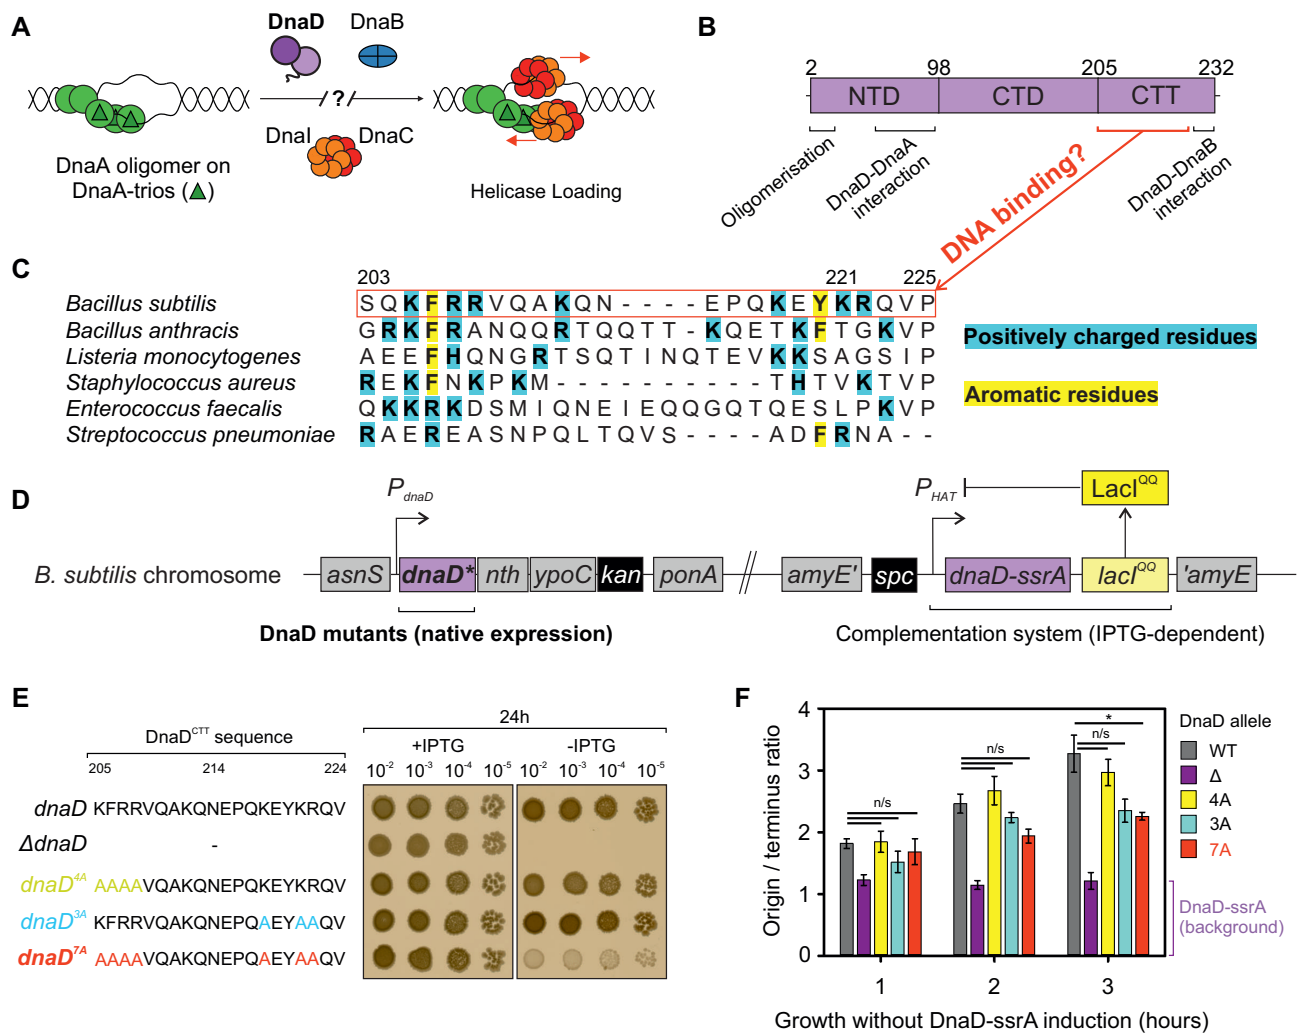 A
DnaD
DnaB
?
DnaI
DnaC
DnaA oligomer on
DnaA-trios (▲)
Helicase Loading
B
2 98 205 232
NTD CTD CTT
Oligomerisation
DnaD-DnaA
interaction
DnaD-DnaB
interaction
DNA binding?
C
203 221 225
Bacillus subtilis SQKFRRVQAKQN----EPQKEYKRQVP
Bacillus anthracis GRKFRANQQRTQQTT-KQETKFTGKVP
Listeria monocytogenes AEEFHQNGRTSQTINQTEVKKSAGSIP
Staphylococcus aureus REKFNKPKM----------THTVKTVP
Enterococcus faecalis QKKRKDSMIQNEIEQQGQTQESLPKVP
Streptococcus pneumoniae RAEREASNPQLTQVS----ADFRNA--
Positively charged residues
Aromatic residues
D
PdnaD
PHAT
LacIQQ
B. subtilis chromosome
asnS dnaD* nth ypoC kan ponA // amyE' spc dnaD-ssrA lacIQQ 'amyE
DnaD mutants (native expression)
Complementation system (IPTG-dependent)
E
DnaDCTT sequence
205 214 224
24h
+IPTG -IPTG
10-2 10-3 10-4 10-5 10-2 10-3 10-4 10-5
dnaD KFRRVQAKQNEPQKEYKRQV
ΔdnaD -
dnaD4A AAAAVQAKQNEPQKEYKRQV
dnaD3A KFRRVQAKQNEPQAEYAAQV
dnaD7A AAAAVQAKQNEPQAEYAAQV
F
Origin / terminus ratio
4
3
2
1
0
n/s
n/s
*
n/s
1 2 3
Growth without DnaD-ssrA induction (hours)
DnaD allele
WT
Δ
4A
3A
7A
DnaD-ssrA
(background)